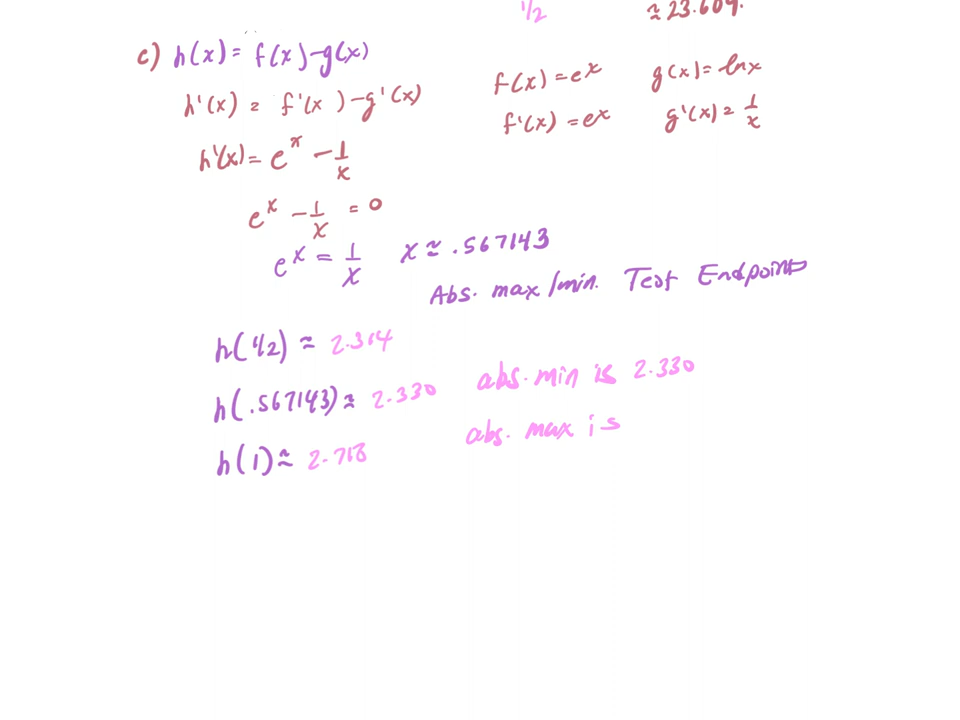 1/2 ≈ 23.609.
c) h(x) = f(x) - g(x)
f(x) = e^x g(x) = ln x
h'(x) = f'(x) - g'(x)
f'(x) = e^x g'(x) = 1/x
h'(x) = e^x - 1/x
e^x - 1/x = 0
e^x = 1/x x ≈ .567143
Abs. max/min. Test Endpoints
h(1/2) ≈ 2.314
h(.567143) ≈ 2.330 abs. min is 2.330
abs. max is
h(1) ≈ 2.718